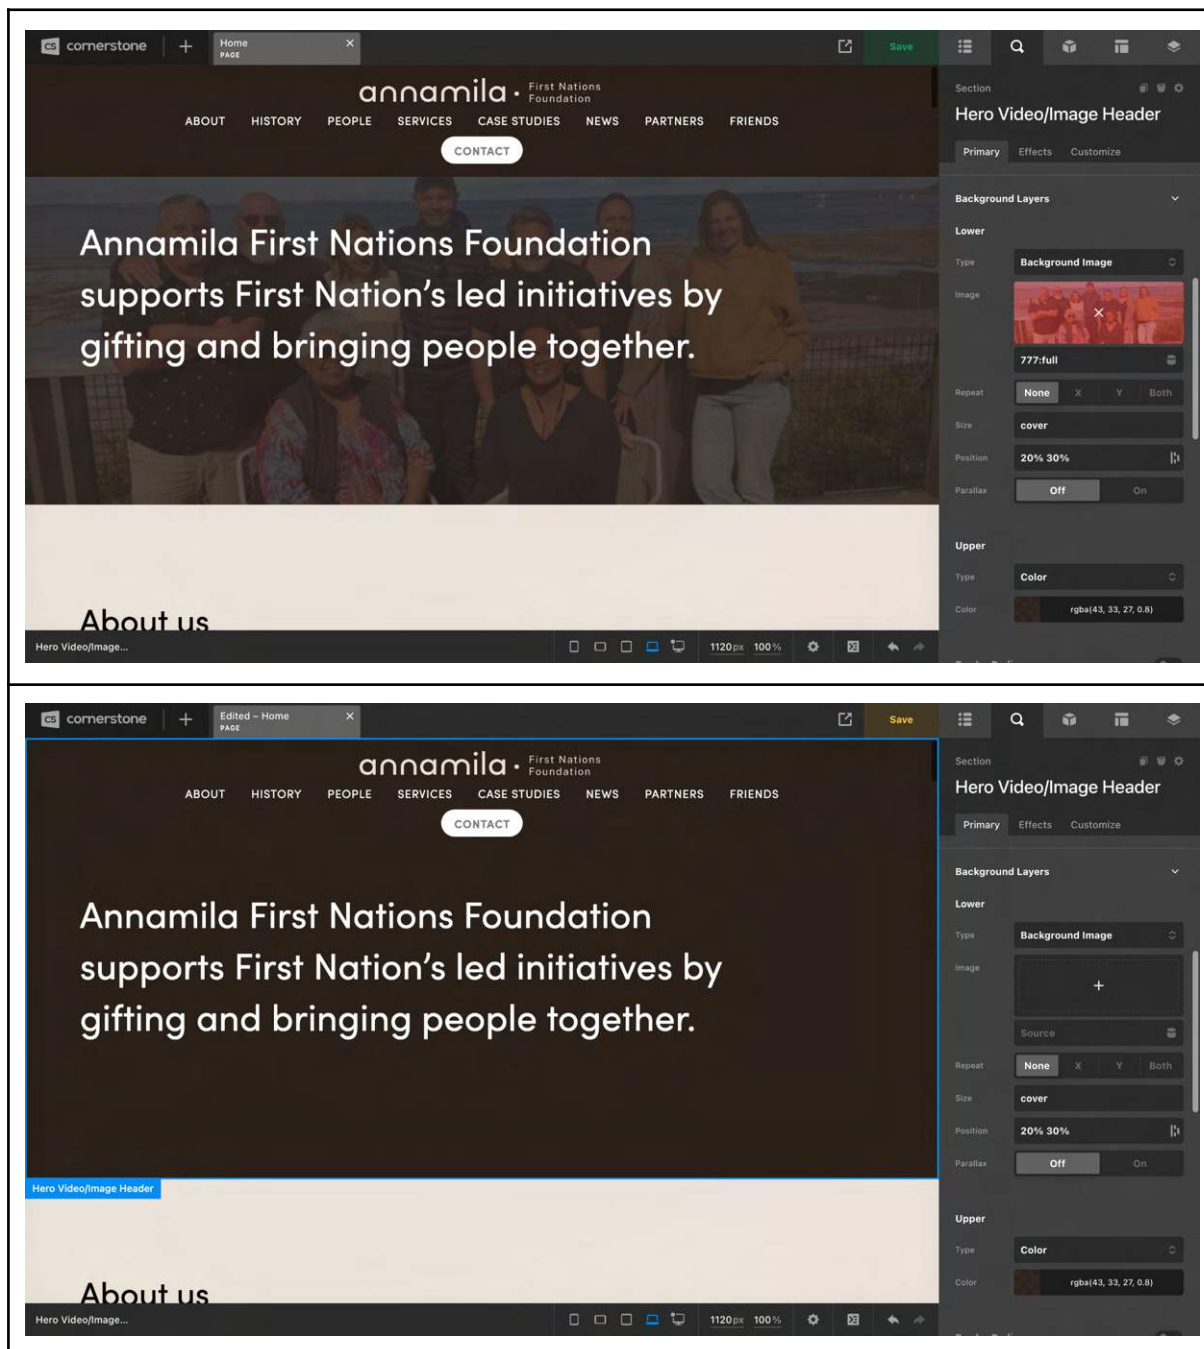 cs cornerstone
Home
PAGE
Save
annamila
First Nations
Foundation
ABOUT HISTORY PEOPLE SERVICES CASE STUDIES NEWS PARTNERS FRIENDS
CONTACT
Annamila First Nations Foundation
supports First Nation’s led initiatives by
gifting and bringing people together.
About us
Hero Video/Image...
1120px 100%
Section
Hero Video/Image Header
Primary Effects Customize
Background Layers
Lower
Type Background Image
Image
777:full
Repeat None X Y Both
Size cover
Position 20% 30%
Parallax Off On
Upper
Type Color
Color rgba(43, 33, 27, 0.8)
cs cornerstone
Edited – Home
PAGE
Save
annamila
First Nations
Foundation
ABOUT HISTORY PEOPLE SERVICES CASE STUDIES NEWS PARTNERS FRIENDS
CONTACT
Annamila First Nations Foundation
supports First Nation’s led initiatives by
gifting and bringing people together.
Hero Video/Image Header
About us
Hero Video/Image...
1120px 100%
Section
Hero Video/Image Header
Primary Effects Customize
Background Layers
Lower
Type Background Image
Image
Source
Repeat None X Y Both
Size cover
Position 20% 30%
Parallax Off On
Upper
Type Color
Color rgba(43, 33, 27, 0.8)